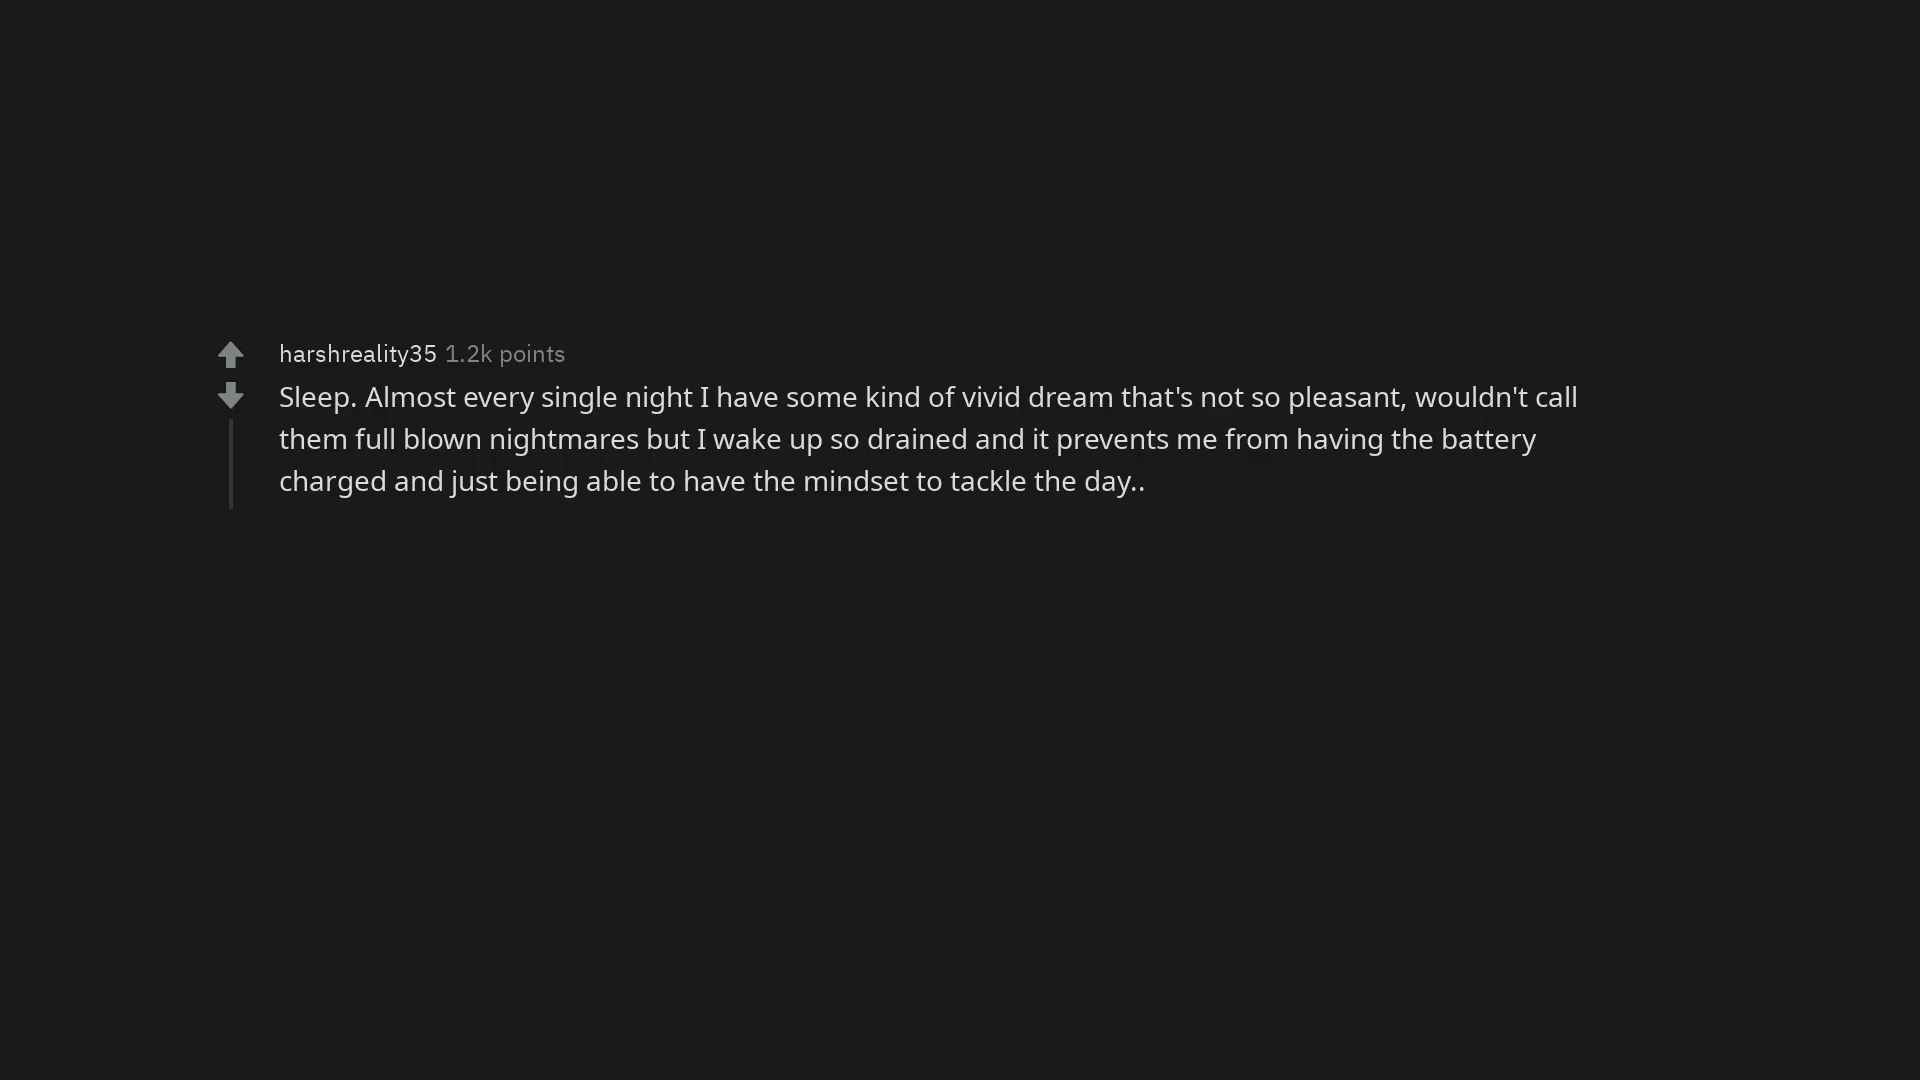 harshreality35 1.2k points
Sleep. Almost every single night I have some kind of vivid dream that's not so pleasant, wouldn't call
them full blown nightmares but I wake up so drained and it prevents me from having the battery
charged and just being able to have the mindset to tackle the day..